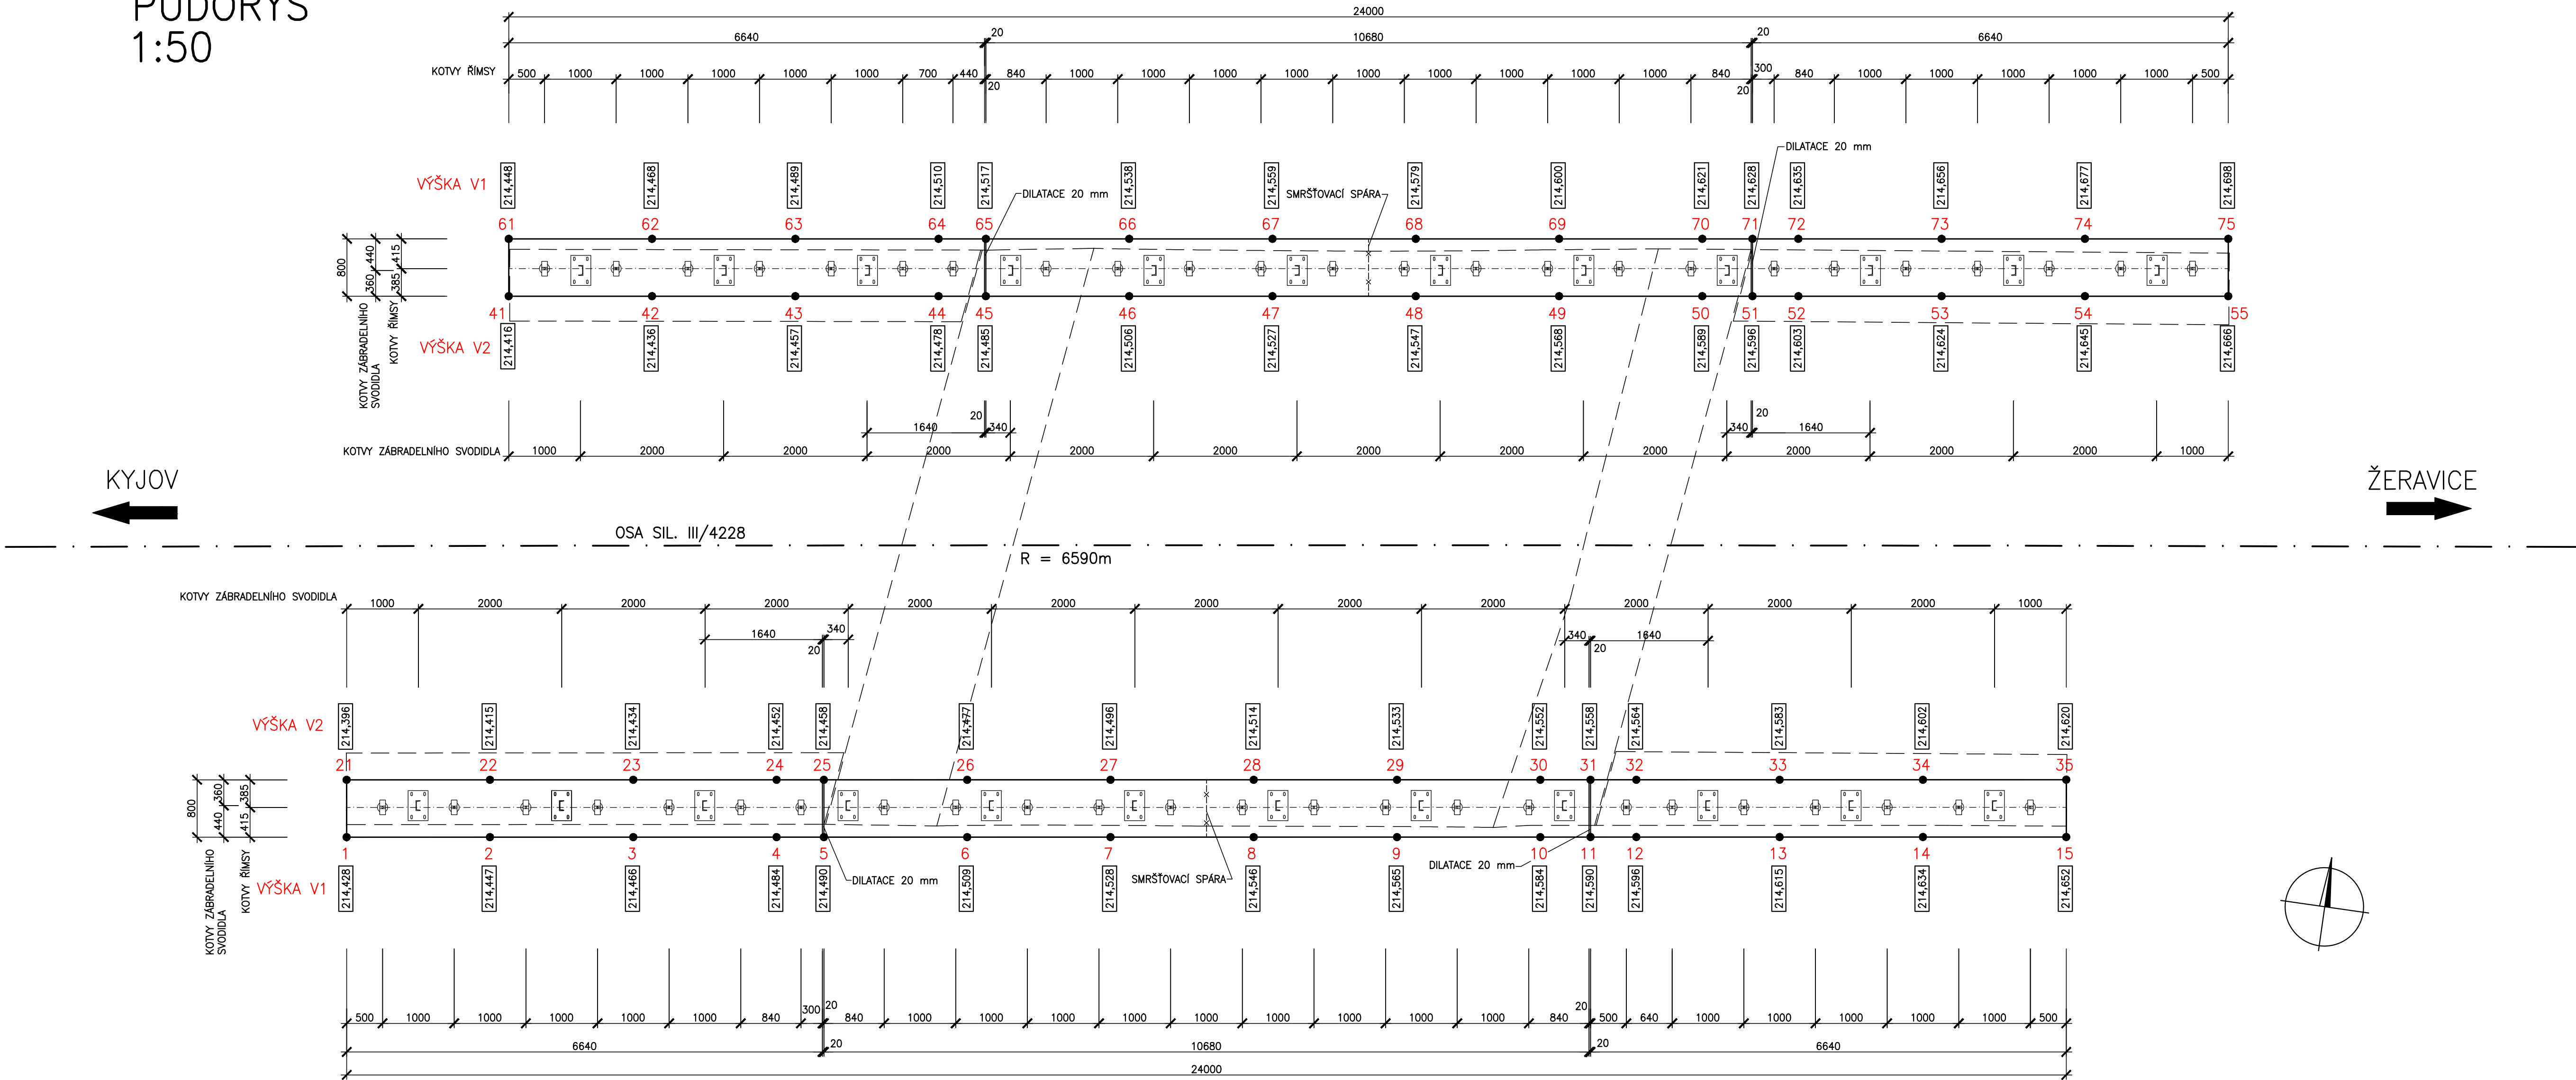 PŮDORYS
1:50
24000
6640 20 10680 20 6640
KOTVY ŘÍMSY 500 1000 1000 1000 1000 1000 700 440 20 840 1000 1000 1000 1000 1000 1000 1000 1000 1000 840 20 300 840 1000 1000 1000 1000 1000 500
DILATACE 20 mm
VÝŠKA V1 214,448 214,468 214,489 214,510 214,517 214,538 214,559 214,579 214,600 214,621 214,628 214,635 214,656 214,677 214,698
DILATACE 20 mm SMRŠŤOVACÍ SPÁRA
61 62 63 64 65 66 67 68 69 70 71 72 73 74 75
800 360 440 385 415
41 42 43 44 45 46 47 48 49 50 51 52 53 54 55
VÝŠKA V2 214,416 214,436 214,457 214,478 214,485 214,506 214,527 214,547 214,568 214,589 214,596 214,603 214,624 214,645 214,666
KOTVY ZÁBRADELNÍHO
SVODIDLA
KOTVY ŘÍMSY
1640 20 340 340 20 1640
KOTVY ZÁBRADELNÍHO SVODIDLA 1000 2000 2000 2000 2000 2000 2000 2000 2000 2000 2000 2000 1000
KYJOV ŽERAVICE
OSA SIL. III/4228
R = 6590m
KOTVY ZÁBRADELNÍHO SVODIDLA 1000 2000 2000 2000 2000 2000 2000 2000 2000 2000 2000 2000 1000
1640 20 340 340 20 1640
VÝŠKA V2 214,396 214,415 214,434 214,452 214,458 214,477 214,496 214,514 214,533 214,552 214,558 214,564 214,583 214,602 214,620
21 22 23 24 25 26 27 28 29 30 31 32 33 34 35
800 440 360 415 385
1 2 3 4 5 6 7 8 9 10 11 12 13 14 15
DILATACE 20 mm SMRŠŤOVACÍ SPÁRA DILATACE 20 mm
VÝŠKA V1 214,428 214,447 214,466 214,484 214,490 214,509 214,528 214,546 214,565 214,584 214,590 214,596 214,615 214,634 214,652
KOTVY ZÁBRADELNÍHO
SVODIDLA
KOTVY ŘÍMSY
500 1000 1000 1000 1000 1000 840 300 20 840 1000 1000 1000 1000 1000 1000 1000 1000 1000 840 20 500 640 1000 1000 1000 1000 1000 500
6640 20 10680 20 6640
24000